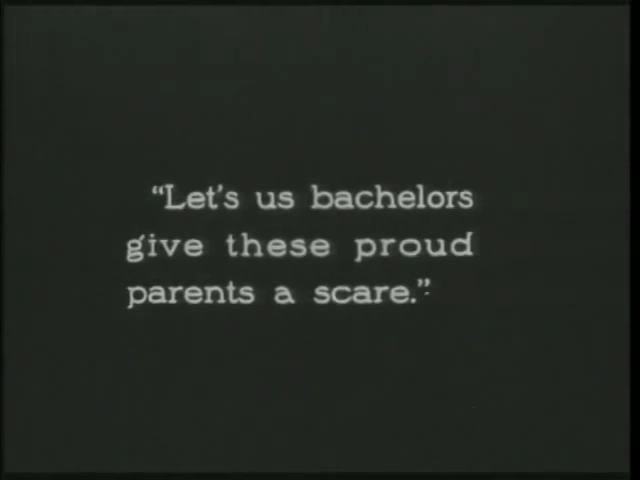 “Let's us bachelors
give these proud
parents a scare.”